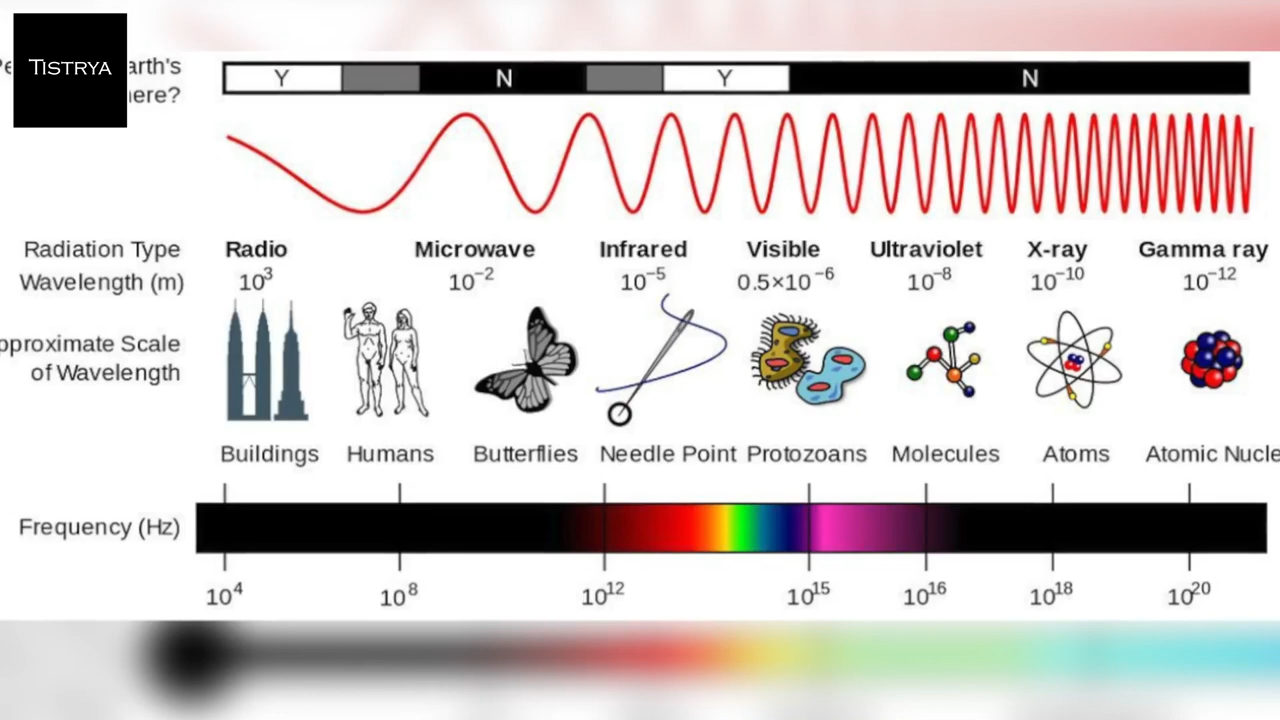 TISTRYA
arth's
here?
Y N Y N
Radiation Type Radio Microwave Infrared Visible Ultraviolet X-ray Gamma ray
Wavelength (m) 10³ 10⁻² 10⁻⁵ 0.5×10⁻⁶ 10⁻⁸ 10⁻¹⁰ 10⁻¹²
pproximate Scale
of Wavelength
Buildings Humans Butterflies Needle Point Protozoans Molecules Atoms Atomic Nucle
Frequency (Hz)
10⁴ 10⁸ 10¹² 10¹⁵ 10¹⁶ 10¹⁸ 10²⁰